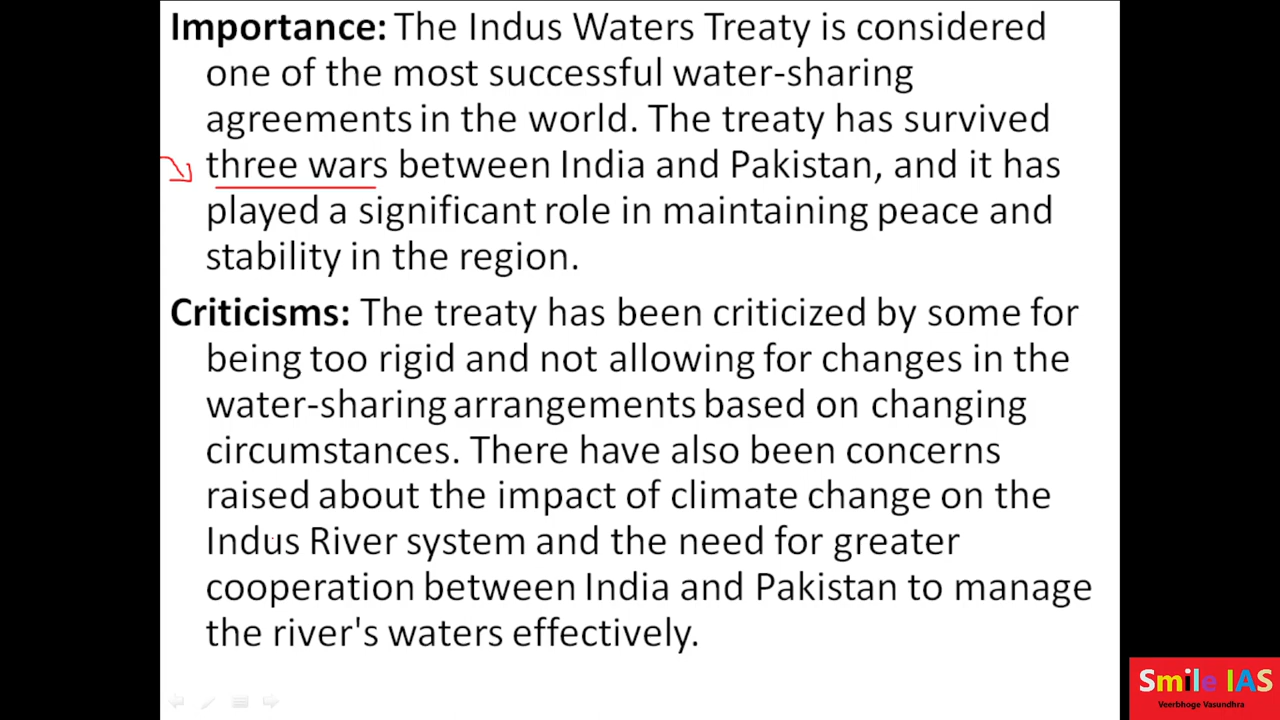 Importance: The Indus Waters Treaty is considered
one of the most successful water-sharing
agreements in the world. The treaty has survived
three wars between India and Pakistan, and it has
played a significant role in maintaining peace and
stability in the region.
Criticisms: The treaty has been criticized by some for
being too rigid and not allowing for changes in the
water-sharing arrangements based on changing
circumstances. There have also been concerns
raised about the impact of climate change on the
Indus River system and the need for greater
cooperation between India and Pakistan to manage
the river's waters effectively.
Smile IAS
Veerbhoge Vasundhra